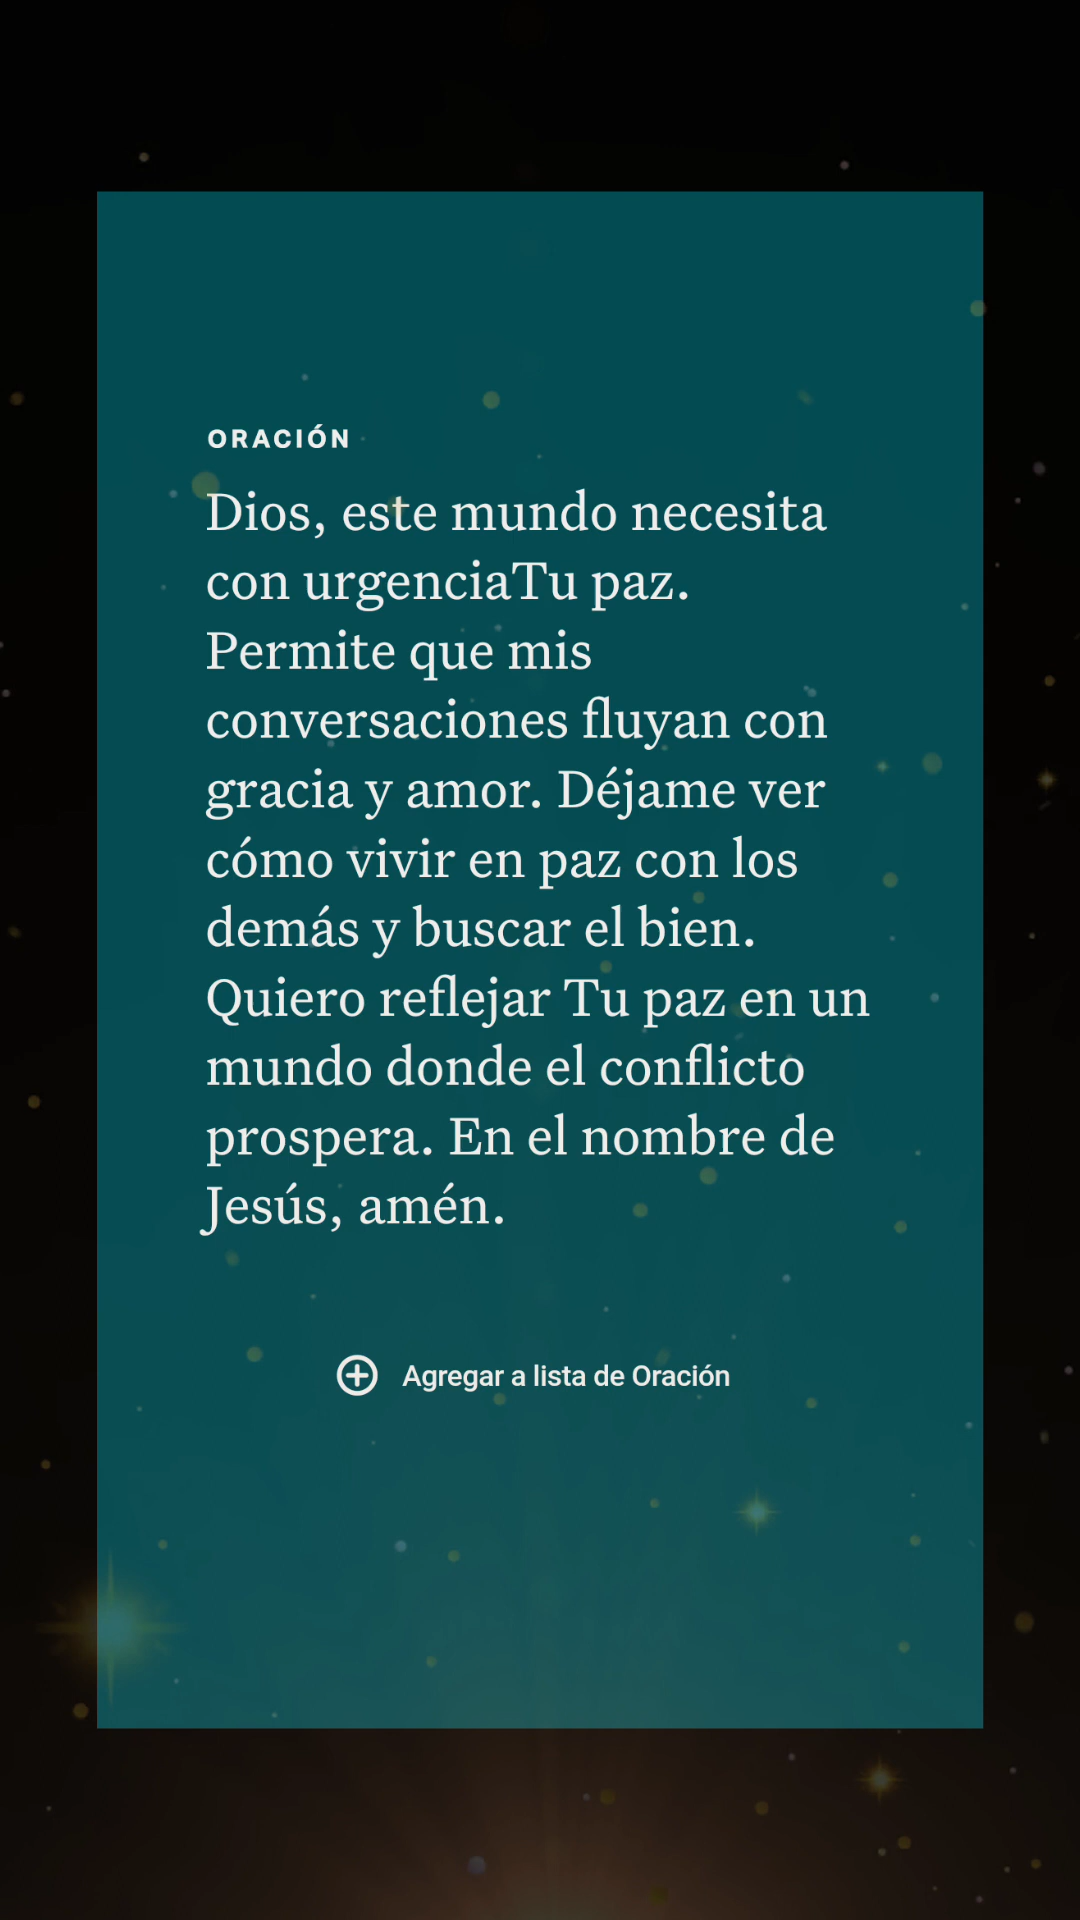 ORACIÓN
Dios, este mundo necesita
con urgenciaTu paz.
Permite que mis
conversaciones fluyan con
gracia y amor. Déjame ver
cómo vivir en paz con los
demás y buscar el bien.
Quiero reflejar Tu paz en un
mundo donde el conflicto
prospera. En el nombre de
Jesús, amén.
Agregar a lista de Oración